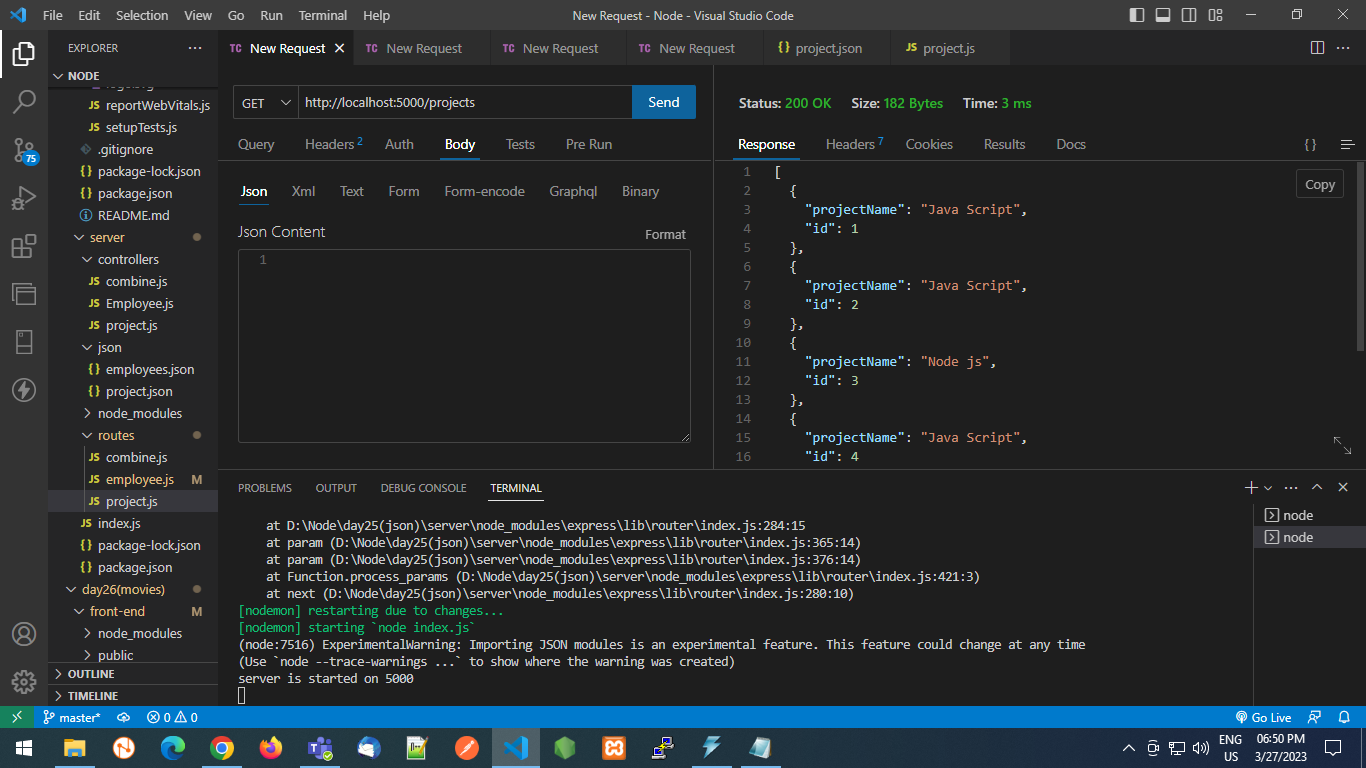 File Edit Selection View Go Run Terminal Help
New Request - Node - Visual Studio Code
EXPLORER
NODE
reportWebVitals.js
setupTests.js
.gitignore
package-lock.json
package.json
README.md
server
controllers
combine.js
Employee.js
project.js
json
employees.json
project.json
node_modules
routes
combine.js
employee.js M
project.js
index.js
package-lock.json
package.json
day26(movies)
front-end M
node_modules
public
OUTLINE
TIMELINE
75
TC New Request
TC New Request
TC New Request
TC New Request
{} project.json
JS project.js
GET http://localhost:5000/projects Send
Query Headers 2 Auth Body Tests Pre Run
Json Xml Text Form Form-encode Graphql Binary
Json Content Format
1
Status: 200 OK Size: 182 Bytes Time: 3 ms
Response Headers 7 Cookies Results Docs
{}
Copy
1 [
2 {
3 "projectName": "Java Script",
4 "id": 1
5 },
6 {
7 "projectName": "Java Script",
8 "id": 2
9 },
10 {
11 "projectName": "Node js",
12 "id": 3
13 },
14 {
15 "projectName": "Java Script",
16 "id": 4
PROBLEMS OUTPUT DEBUG CONSOLE TERMINAL
at D:\Node\day25(json)\server\node_modules\express\lib\router\index.js:284:15
at param (D:\Node\day25(json)\server\node_modules\express\lib\router\index.js:365:14)
at param (D:\Node\day25(json)\server\node_modules\express\lib\router\index.js:376:14)
at Function.process_params (D:\Node\day25(json)\server\node_modules\express\lib\router\index.js:421:3)
at next (D:\Node\day25(json)\server\node_modules\express\lib\router\index.js:280:10)
[nodemon] restarting due to changes...
[nodemon] starting `node index.js`
(node:7516) ExperimentalWarning: Importing JSON modules is an experimental feature. This feature could change at any time
(Use `node --trace-warnings ...` to show where the warning was created)
server is started on 5000
node
node
master* 0 0 Go Live
ENG
US
06:50 PM
3/27/2023